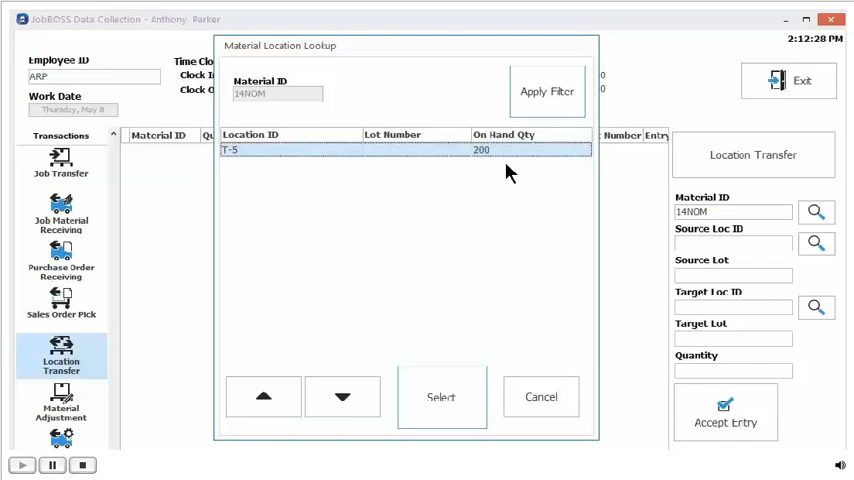 JobBOSS Data Collection - Anthony Parker
2:12:28 PM
Employee ID
ARP
Work Date
Thursday, May 8
Time Clo
Clock I
Clock O
0
0
Exit
Transactions
Job Transfer
Job Material
Receiving
Purchase Order
Receiving
Sales Order Pick
Location
Transfer
Material
Adjustment
Material ID
Qu
t Number
Entry
Material Location Lookup
Material ID
14NOM
Apply Filter
Location ID Lot Number On Hand Qty
T-5 200
Select
Cancel
Location Transfer
Material ID
14NOM
Source Loc ID
Source Lot
Target Loc ID
Target Lot
Quantity
Accept Entry